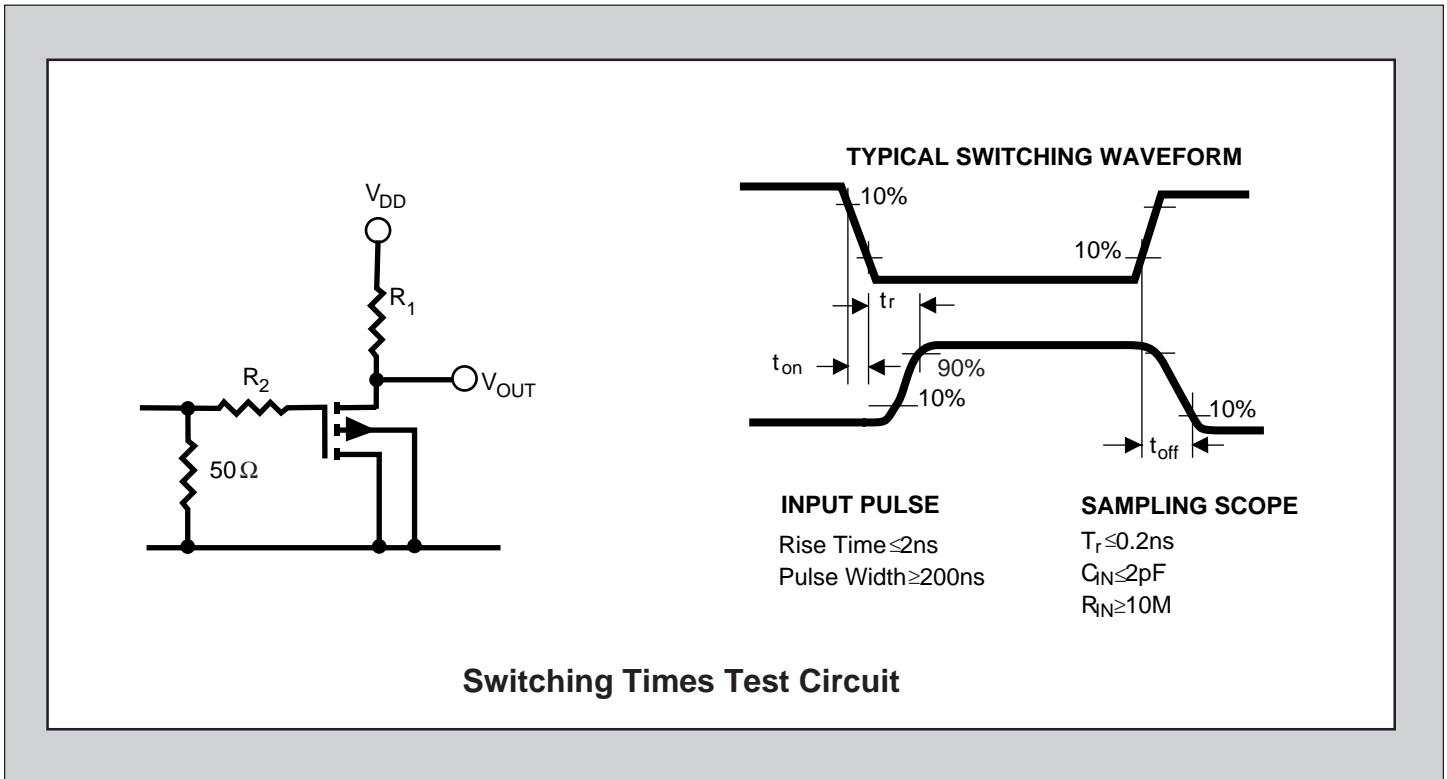 TYPICAL SWITCHING WAVEFORM
V_DD
R_1
R_2
V_OUT
50Ω
10%
10%
t_r
t_on
90%
10%
10%
t_off
INPUT PULSE
Rise Time≤2ns
Pulse Width≥200ns
SAMPLING SCOPE
T_r≤0.2ns
C_IN≤2pF
R_IN≥10M
Switching Times Test Circuit